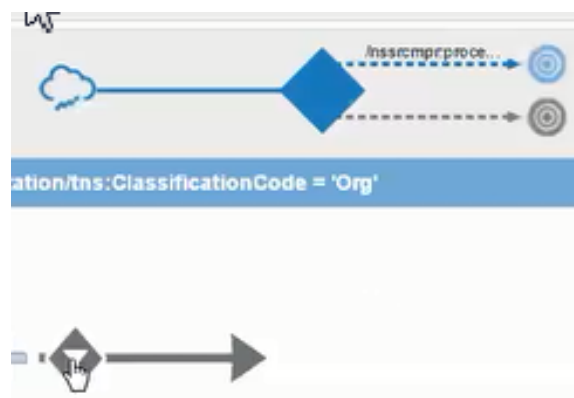 /nssrcmpr:proce...
ation/tns:ClassificationCode = 'Org'